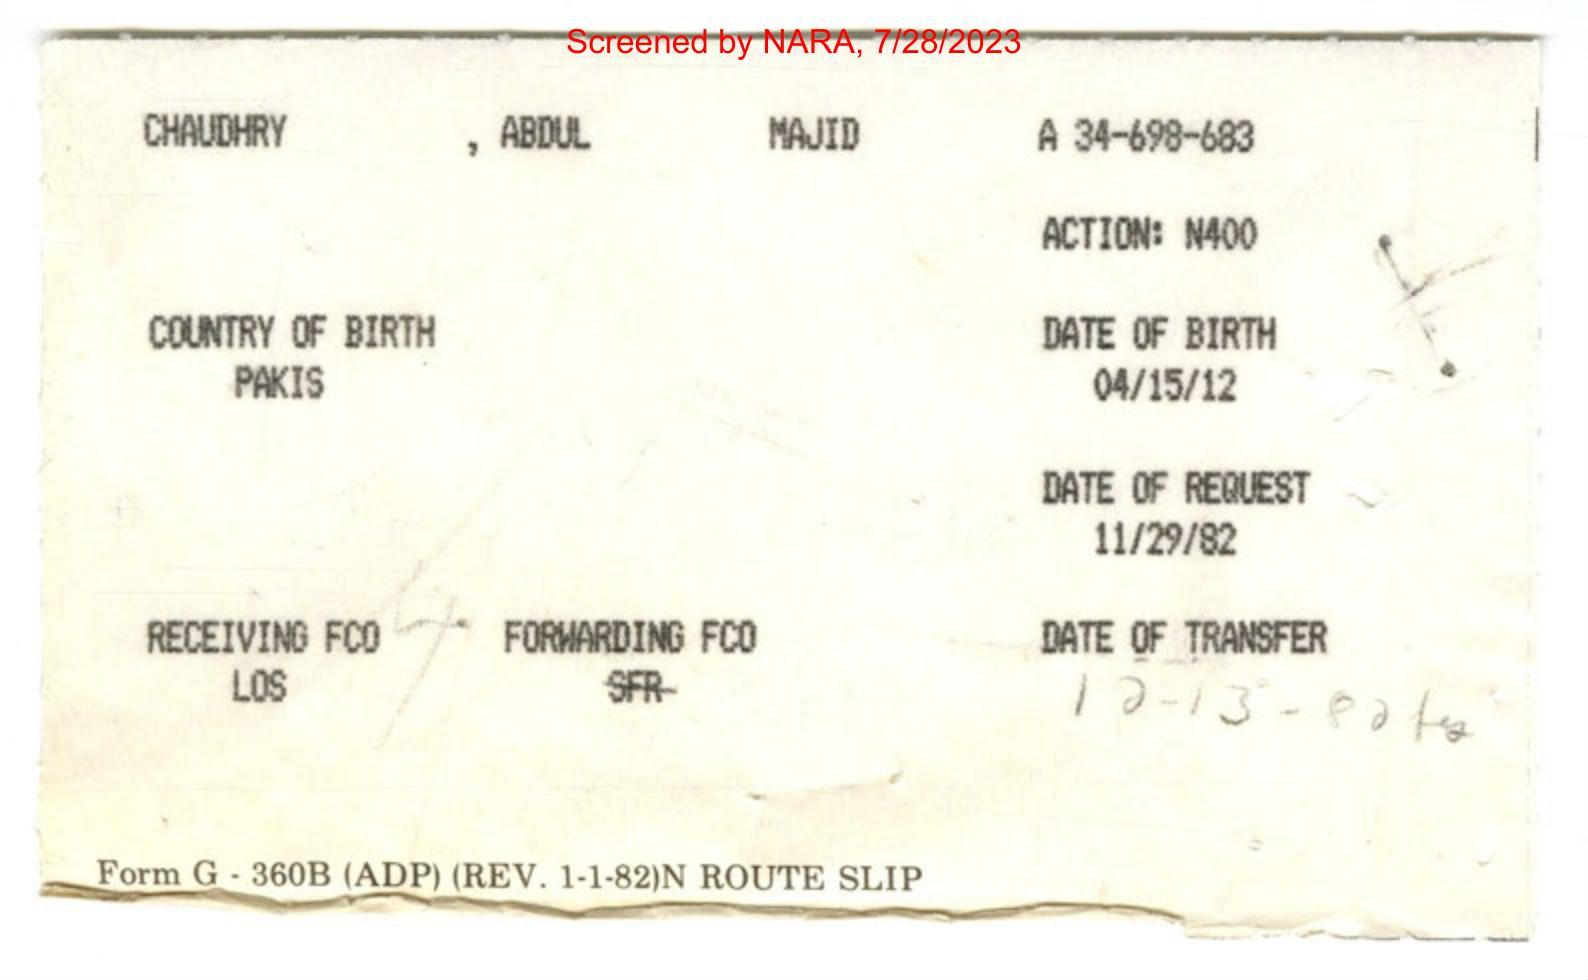 Screened by NARA, 7/28/2023
CHAUDHRY , ABDUL MAJID A 34-698-683
ACTION: N400
COUNTRY OF BIRTH DATE OF BIRTH
PAKIS 04/15/12
DATE OF REQUEST
11/29/82
RECEIVING FCO FORWARDING FCO DATE OF TRANSFER
LOS SFR 12-13-82
Form G - 360B (ADP) (REV. 1-1-82)N ROUTE SLIP